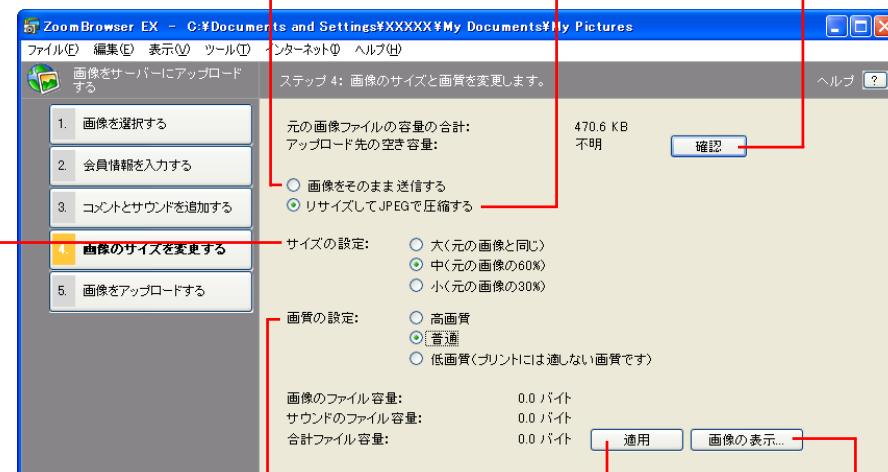 ZoomBrowser EX - C:¥Documents and Settings¥XXXXX¥My Documents¥My Pictures
ファイル(F) 編集(E) 表示(V) ツール(T) インターネット(I) ヘルプ(H)
画像をサーバーにアップロード
する
ステップ 4: 画像のサイズと画質を変更します。
ヘルプ ?
1. 画像を選択する
2. 会員情報を入力する
3. コメントとサウンドを追加する
4. 画像のサイズを変更する
5. 画像をアップロードする
元の画像ファイルの容量の合計: 470.6 KB
アップロード先の空き容量: 不明 確認
画像をそのまま送信する
リサイズしてJPEGで圧縮する
サイズの設定: 大(元の画像と同じ)
中(元の画像の60%)
小(元の画像の30%)
画質の設定: 高画質
普通
低画質(プリントには適しない画質です)
画像のファイル容量: 0.0 バイト
サウンドのファイル容量: 0.0 バイト
合計ファイル容量: 0.0 バイト 適用 画像の表示...